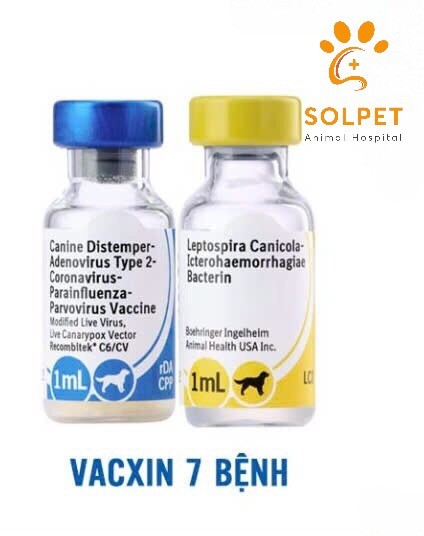 SOLPET
Animal Hospital
Canine Distemper-
Adenovirus Type 2-
Coronavirus-
Parainfluenza-
Parvovirus Vaccine
Modified Live Virus,
Live Canarypox Vector
Recombitek® C6/CV
1mL
rDA
CPP
Leptospira Canicola-
Icterohaemorrhagiae
Bacterin
Boehringer Ingelheim
Animal Health USA Inc.
1mL
VACXIN 7 BỆNH